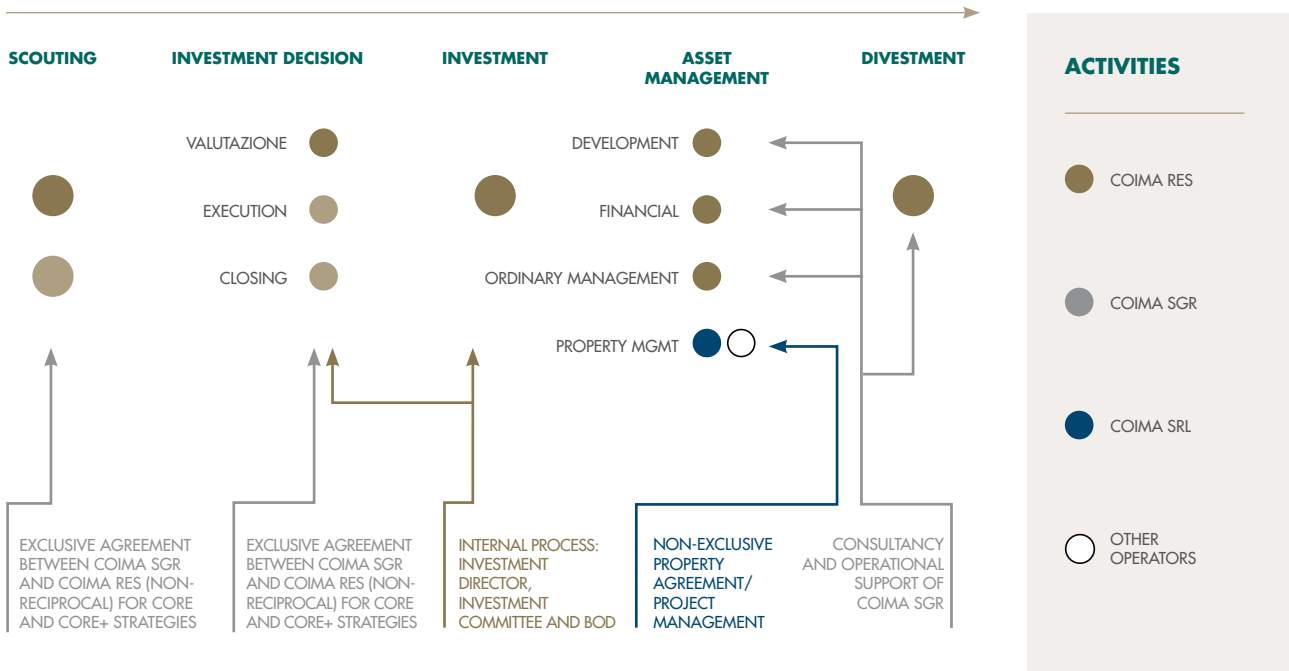 SCOUTING
INVESTMENT DECISION
INVESTMENT
ASSET
MANAGEMENT
DIVESTMENT
VALUTAZIONE
EXECUTION
CLOSING
DEVELOPMENT
FINANCIAL
ORDINARY MANAGEMENT
PROPERTY MGMT
EXCLUSIVE AGREEMENT
BETWEEN COIMA SGR
AND COIMA RES (NON-
RECIPROCAL) FOR CORE
AND CORE+ STRATEGIES
EXCLUSIVE AGREEMENT
BETWEEN COIMA SGR
AND COIMA RES (NON-
RECIPROCAL) FOR CORE
AND CORE+ STRATEGIES
INTERNAL PROCESS:
INVESTMENT
DIRECTOR,
INVESTMENT
COMMITTEE AND BOD
NON-EXCLUSIVE
PROPERTY
AGREEMENT/
PROJECT
MANAGEMENT
CONSULTANCY
AND OPERATIONAL
SUPPORT OF
COIMA SGR
ACTIVITIES
COIMA RES
COIMA SGR
COIMA SRL
OTHER
OPERATORS